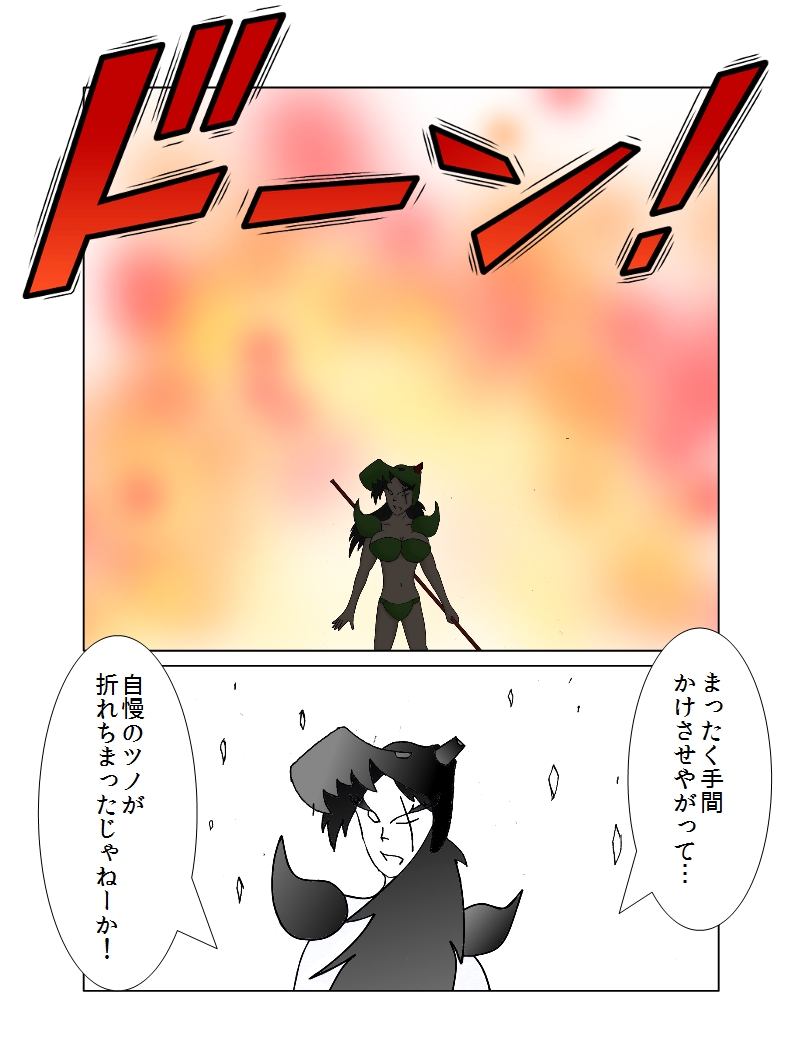 ドーン!
まったく手間
かけさせやがって…
自慢のツノが
折れちまったじゃねーか!